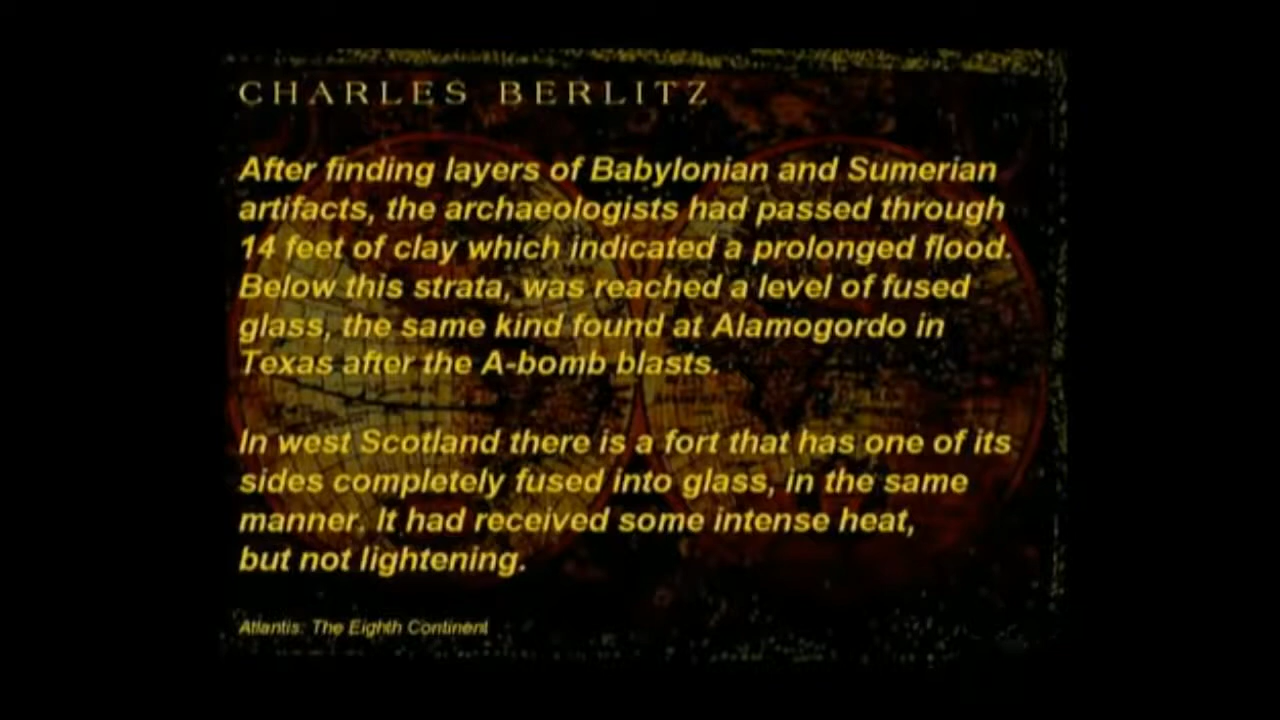 CHARLES BERLITZ
After finding layers of Babylonian and Sumerian
artifacts, the archaeologists had passed through
14 feet of clay which indicated a prolonged flood.
Below this strata, was reached a level of fused
glass, the same kind found at Alamogordo in
Texas after the A-bomb blasts.
In west Scotland there is a fort that has one of its
sides completely fused into glass, in the same
manner. It had received some intense heat,
but not lightening.
Atlantis: The Eighth Continent